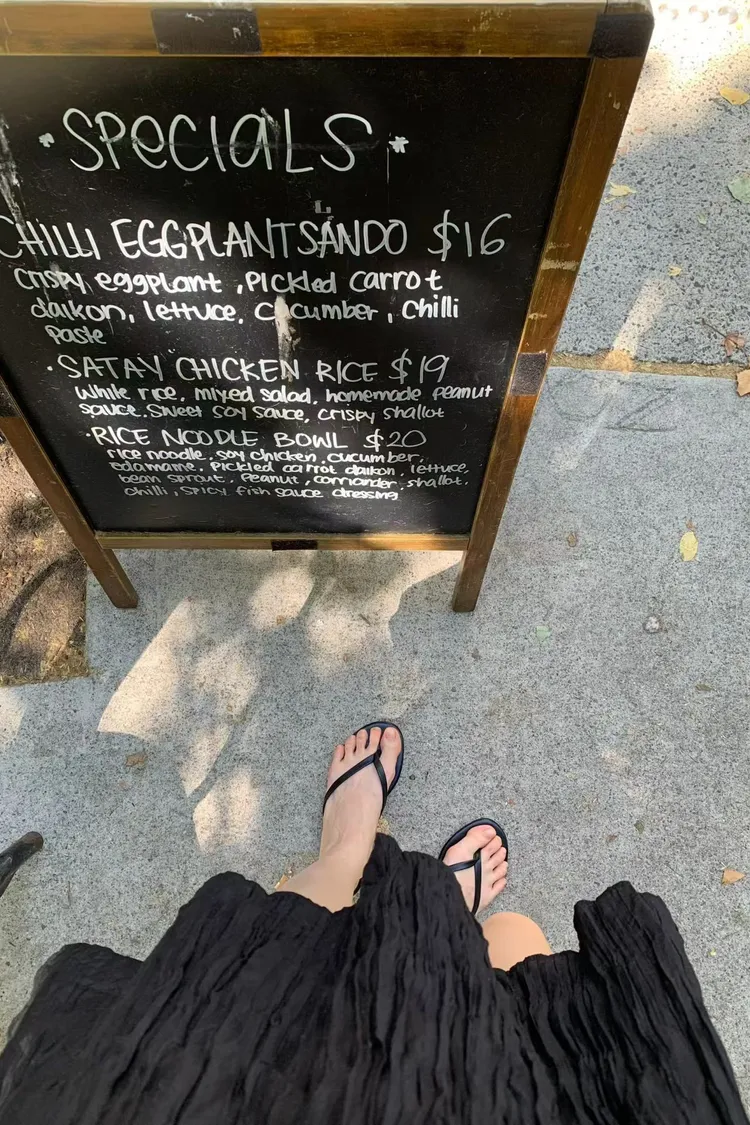 SPeCIaLS
CHILLI EGGPLANT SANDO $16
crispy eggplant, pickled carrot
daikon, lettuce, cucumber, chilli
paste
· SATAY CHICKEN RICE $19
white rice, mixed salad, homemade peanut
sauce, sweet soy sauce, crispy shallot
· RICE NOODLE BOWL $20
rice noodle, soy chicken, cucumber,
edamame, pickled carrot daikon, lettuce,
bean sprout, peanut, corriander, shallot,
chilli, spicy fish sauce dressing